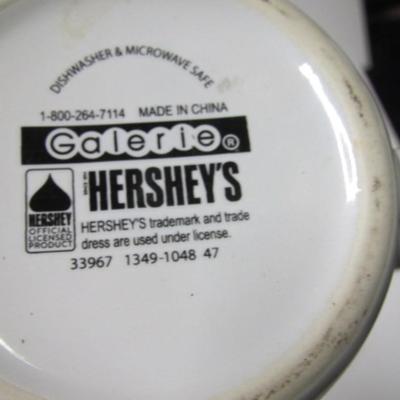 DISHWASHER & MICROWAVE SAFE
1-800-264-7114 MADE IN CHINA
Galerie®
HERSHEY'S
HERSHEY
OFFICIAL
LICENSED
PRODUCT
HERSHEY'S trademark and trade
dress are used under license.
33967 1349-1048 47